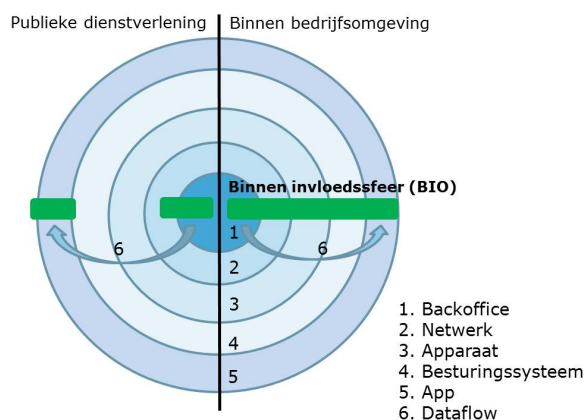 Publieke dienstverlening
Binnen bedrijfsomgeving
Binnen invloedssfeer (BIO)
1
6
6
2
3
4
5
1. Backoffice
2. Netwerk
3. Apparaat
4. Besturingssysteem
5. App
6. Dataflow